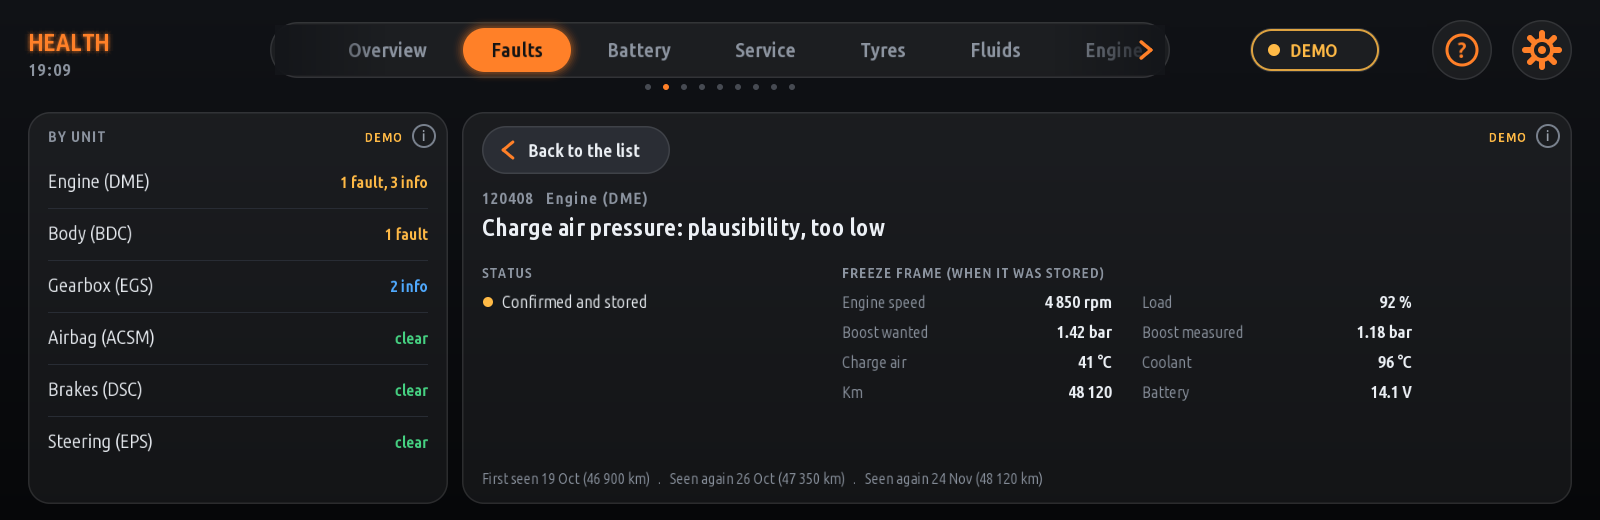 HEALTH
19:09
Overview Faults Battery Service Tyres Fluids Engine
DEMO
?
BY UNIT DEMO i
Engine (DME) 1 fault, 3 info
Body (BDC) 1 fault
Gearbox (EGS) 2 info
Airbag (ACSM) clear
Brakes (DSC) clear
Steering (EPS) clear
Back to the list
DEMO i
120408 Engine (DME)
Charge air pressure: plausibility, too low
STATUS
Confirmed and stored
FREEZE FRAME (WHEN IT WAS STORED)
Engine speed 4 850 rpm Load 92 %
Boost wanted 1.42 bar Boost measured 1.18 bar
Charge air 41 °C Coolant 96 °C
Km 48 120 Battery 14.1 V
First seen 19 Oct (46 900 km) . Seen again 26 Oct (47 350 km) . Seen again 24 Nov (48 120 km)